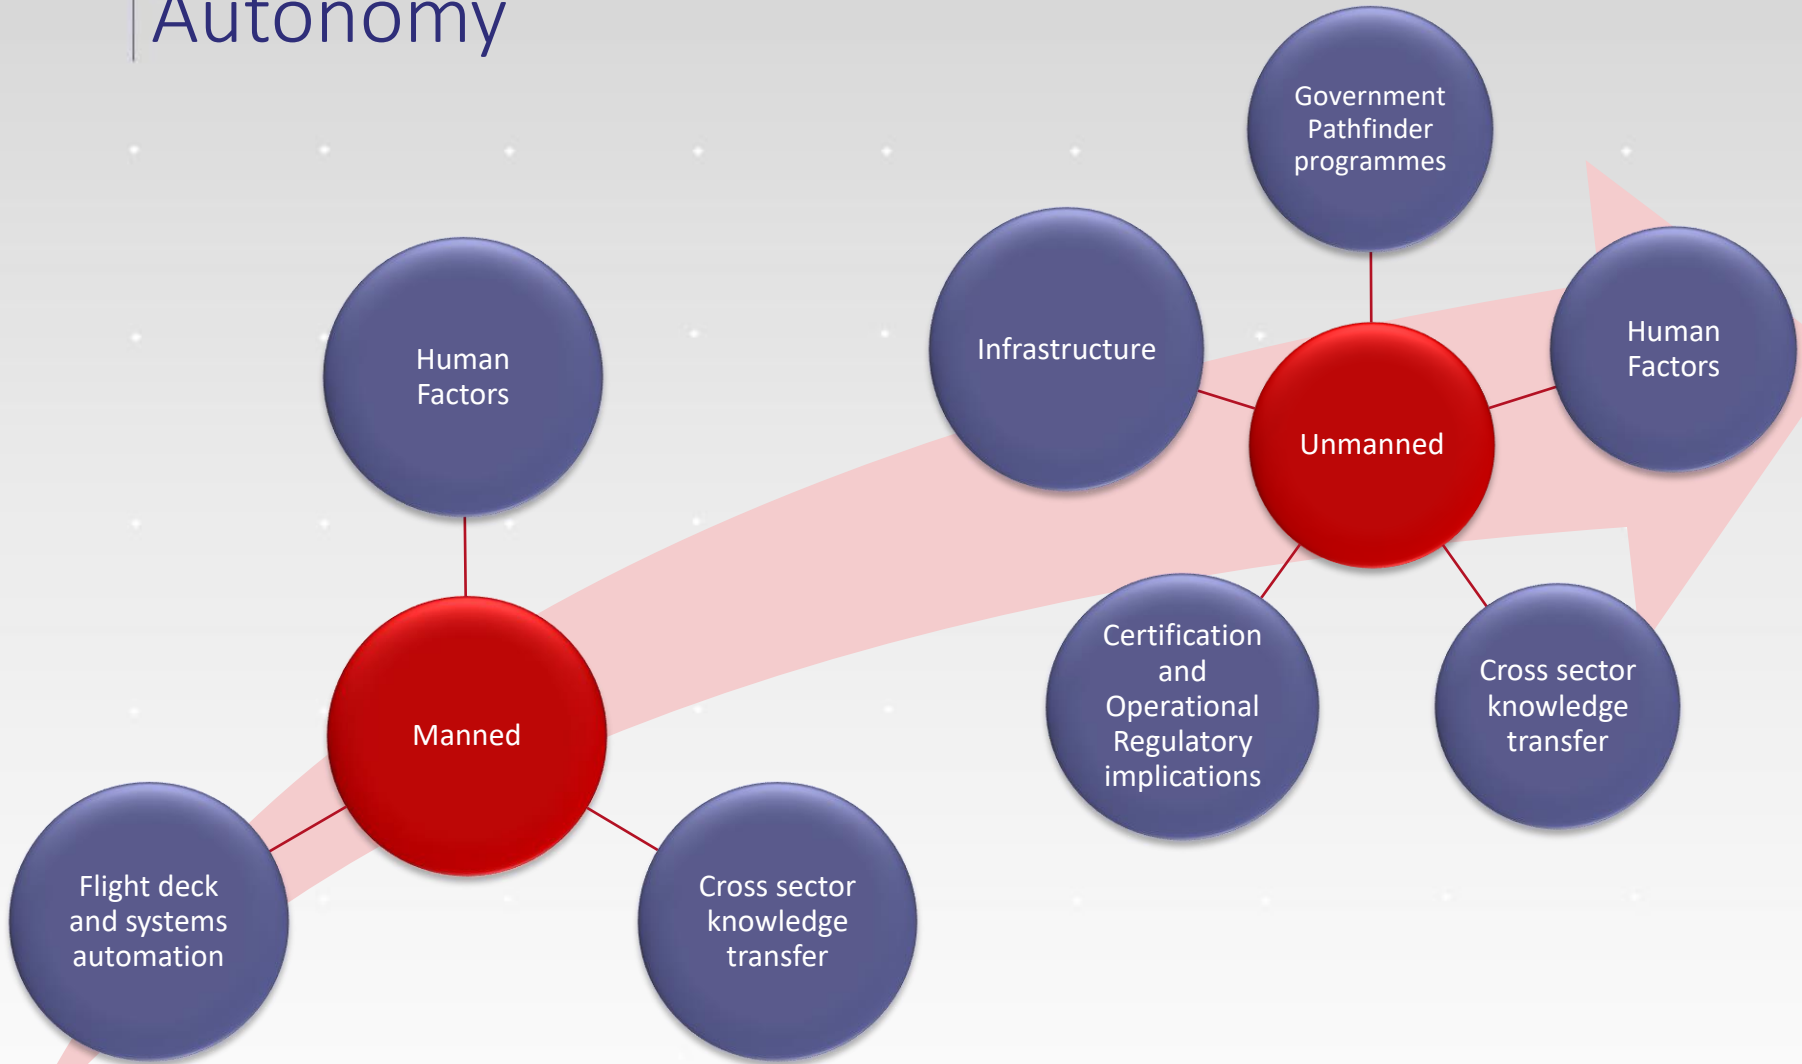 Autonomy
Government
Pathfinder
programmes
Human
Factors
Infrastructure
Human
Factors
Unmanned
Manned
Certification
and
Operational
Regulatory
implications
Cross sector
knowledge
transfer
Flight deck
and systems
automation
Cross sector
knowledge
transfer